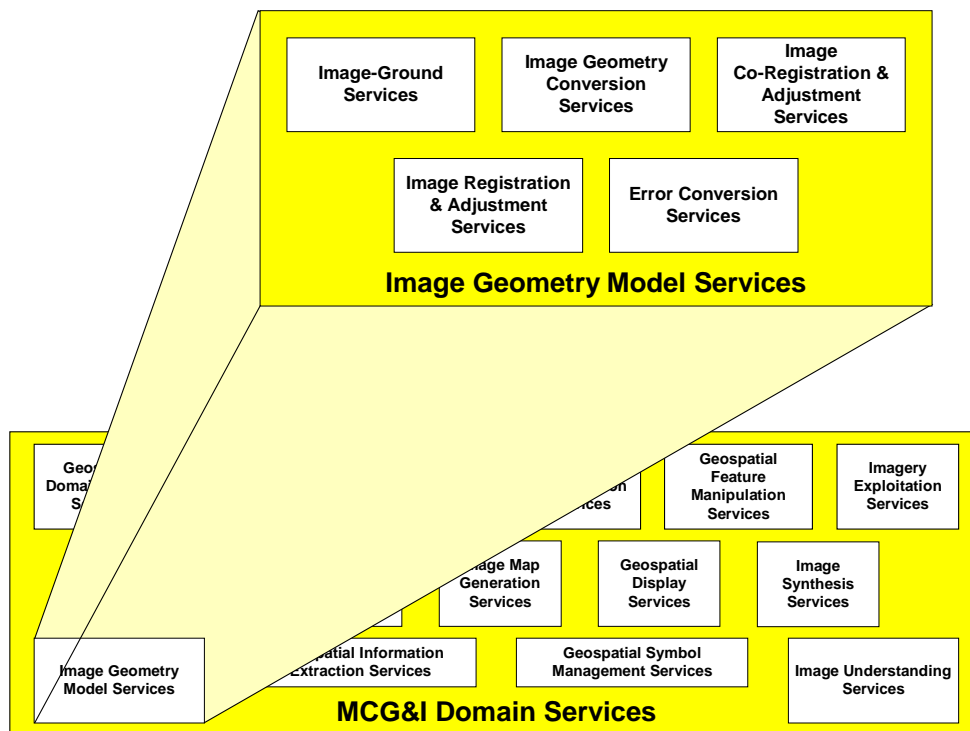 Image-Ground
Services
Image Geometry
Conversion
Services
Image
Co-Registration &
Adjustment
Services
Image Registration
& Adjustment
Services
Error Conversion
Services
Image Geometry Model Services
Geospatial
Feature
Manipulation
Services
Imagery
Exploitation
Services
Map
Generation
Services
Geospatial
Display
Services
Image
Synthesis
Services
Image Geometry
Model Services
Information
Extraction Services
Geospatial Symbol
Management Services
Image Understanding
Services
MCG&I Domain Services